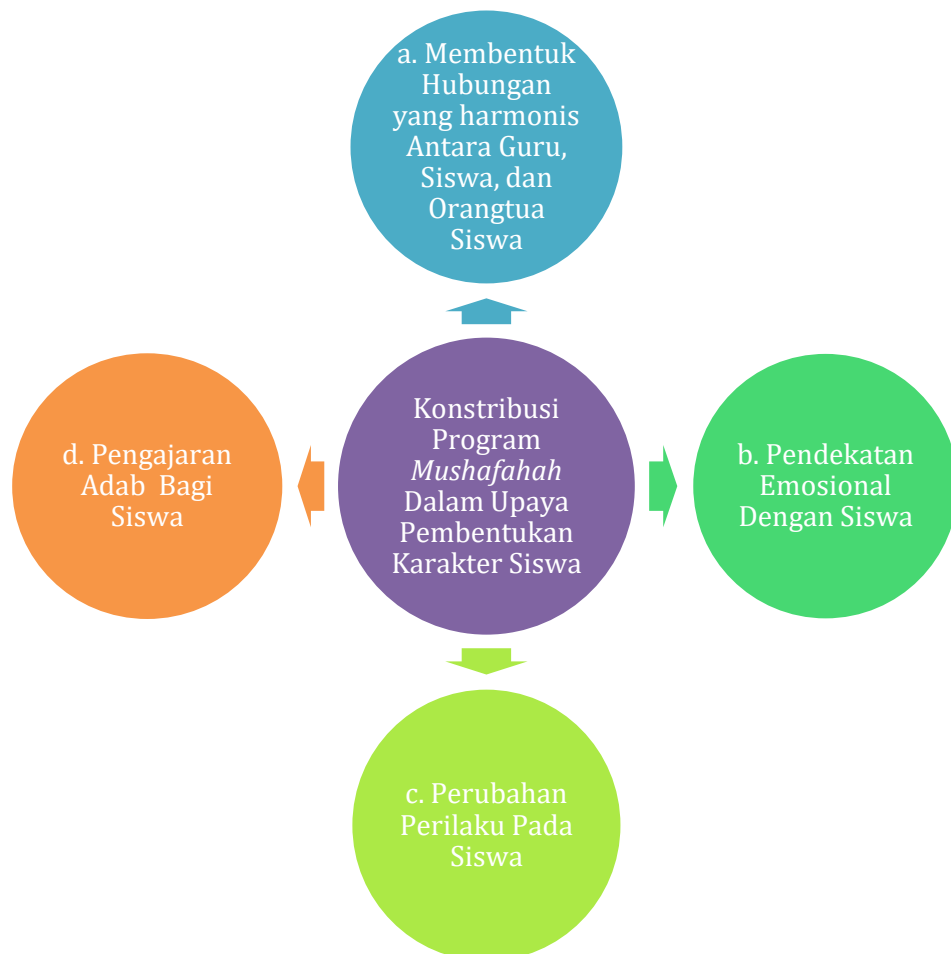 a. Membentuk
Hubungan
yang harmonis
Antara Guru,
Siswa, dan
Orangtua
Siswa
Konstribusi
Program
Mushafahah
Dalam Upaya
Pembentukan
Karakter Siswa
b. Pendekatan
Emosional
Dengan Siswa
c. Perubahan
Perilaku Pada
Siswa
d. Pengajaran
Adab Bagi
Siswa